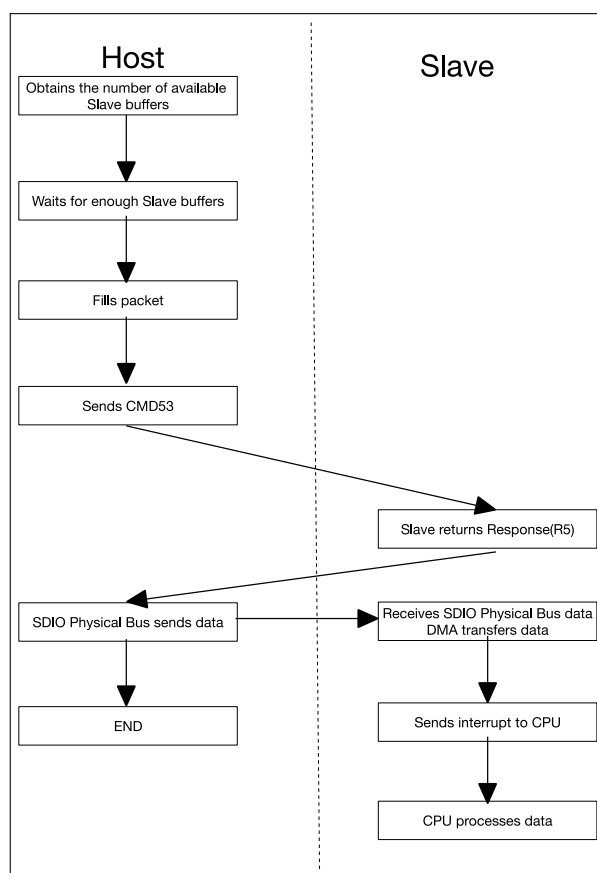 Host
Slave
Obtains the number of available
Slave buffers
Waits for enough Slave buffers
Fills packet
Sends CMD53
Slave returns Response(R5)
SDIO Physical Bus sends data
Receives SDIO Physical Bus data
DMA transfers data
END
Sends interrupt to CPU
CPU processes data